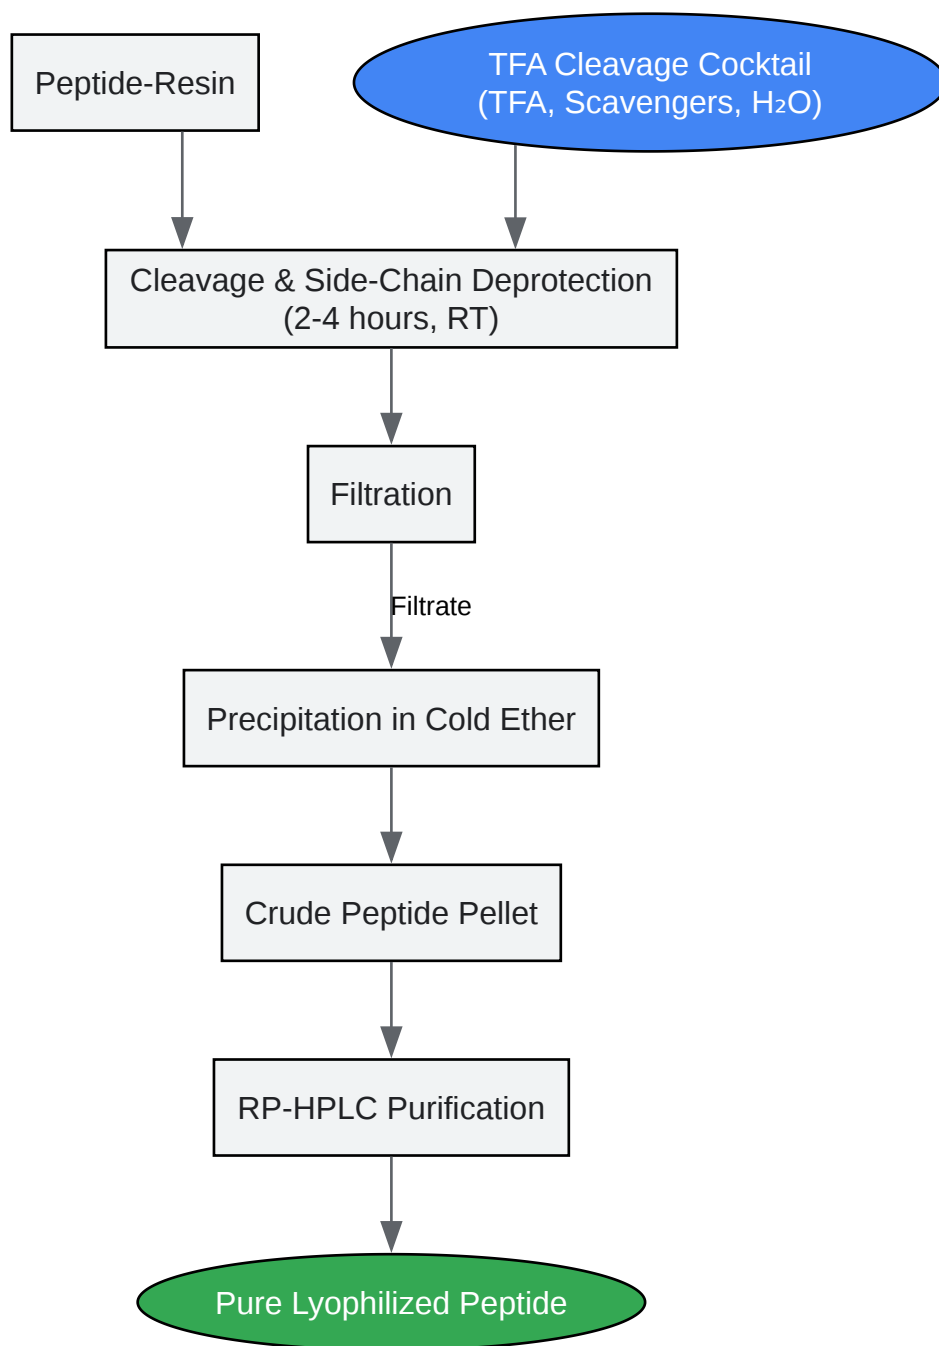 Peptide-Resin
TFA Cleavage Cocktail
(TFA, Scavengers, H₂O)
Cleavage & Side-Chain Deprotection
(2-4 hours, RT)
Filtration
Filtrate
Precipitation in Cold Ether
Crude Peptide Pellet
RP-HPLC Purification
Pure Lyophilized Peptide